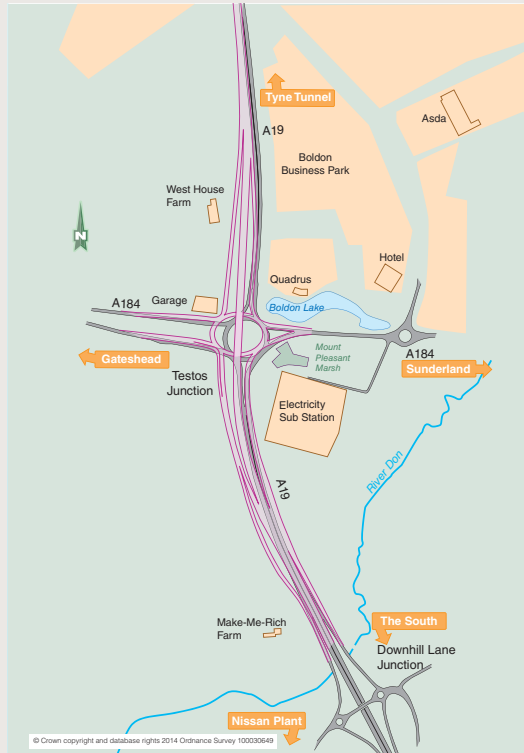 Tyne Tunnel
Asda
A19
Boldon
Business Park
West House
Farm
N
Hotel
Quadrus
Garage
A184
Boldon Lake
Mount
Pleasant
Marsh
A184
Gateshead
Sunderland
Testos
Junction
Electricity
Sub Station
River Don
A19
Make-Me-Rich
Farm
The South
Downhill Lane
Junction
Nissan Plant
© Crown copyright and database rights 2014 Ordnance Survey 100030649